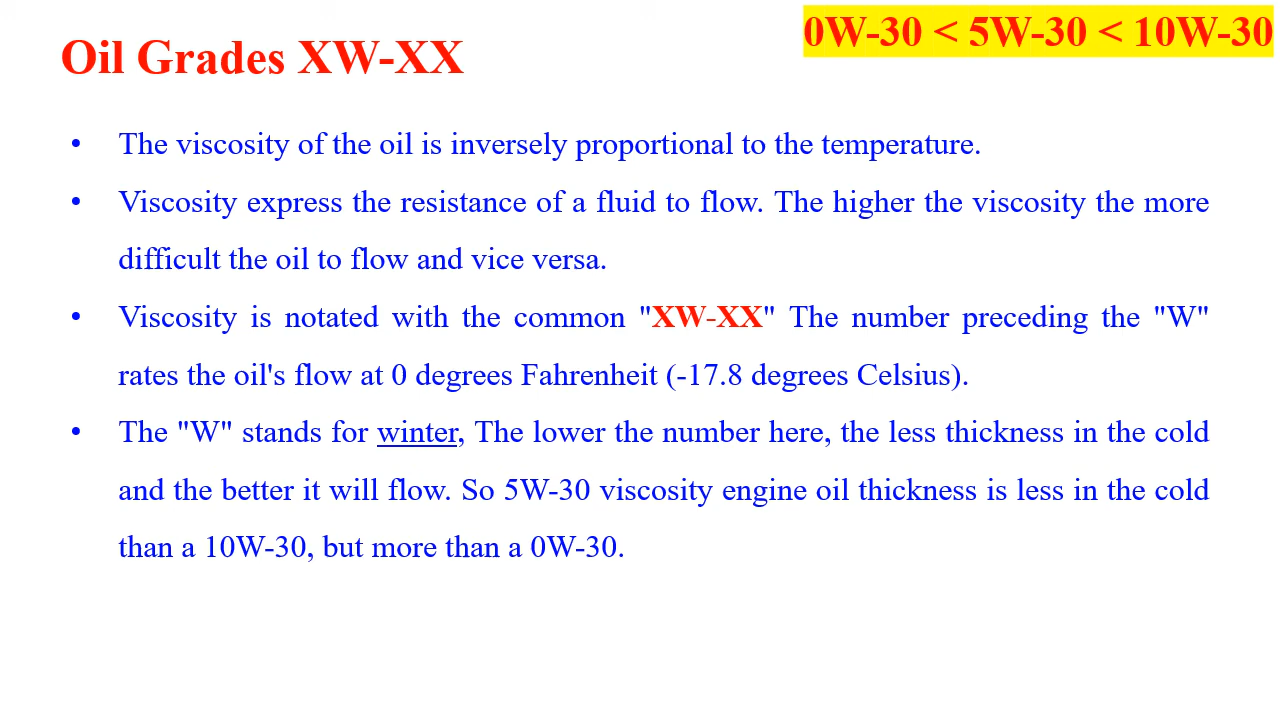 0W-30 < 5W-30 < 10W-30
Oil Grades XW-XX
• The viscosity of the oil is inversely proportional to the temperature.
• Viscosity express the resistance of a fluid to flow. The higher the viscosity the more
difficult the oil to flow and vice versa.
• Viscosity is notated with the common "XW-XX" The number preceding the "W"
rates the oil's flow at 0 degrees Fahrenheit (-17.8 degrees Celsius).
• The "W" stands for winter, The lower the number here, the less thickness in the cold
and the better it will flow. So 5W-30 viscosity engine oil thickness is less in the cold
than a 10W-30, but more than a 0W-30.